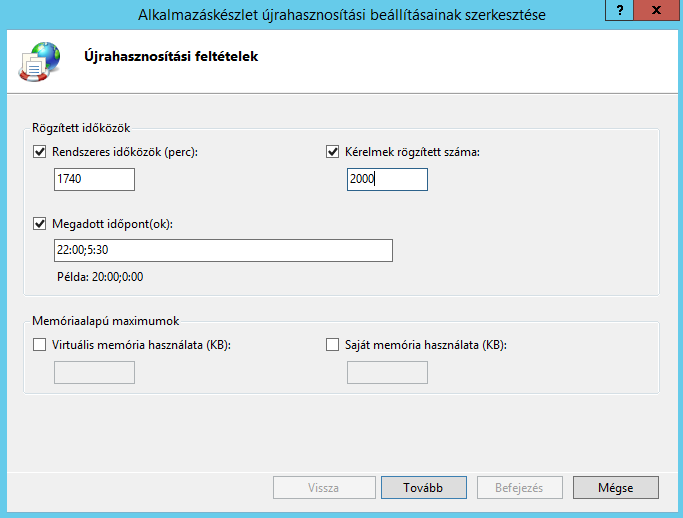 Alkalmazáskészlet újrahasznosítási beállításainak szerkesztése
? X
Újrahasznosítási feltételek
Rögzített időközök
Rendszeres időközök (perc):
Kérelmek rögzített száma:
1740
2000
Megadott időpont(ok):
22:00;5:30
Példa: 20:00;0:00
Memóriaalapú maximumok
Virtuális memória használata (KB):
Saját memória használata (KB):
Vissza
Tovább
Befejezés
Mégse